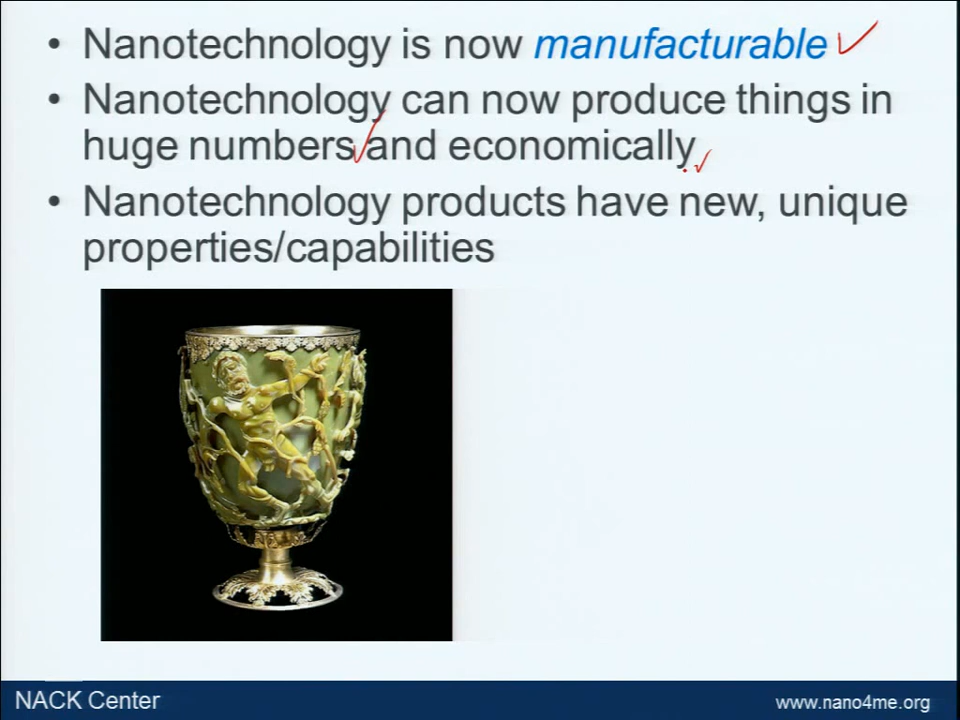 • Nanotechnology is now manufacturable
• Nanotechnology can now produce things in
huge numbers and economically.
• Nanotechnology products have new, unique
properties/capabilities
NACK Center
www.nano4me.org